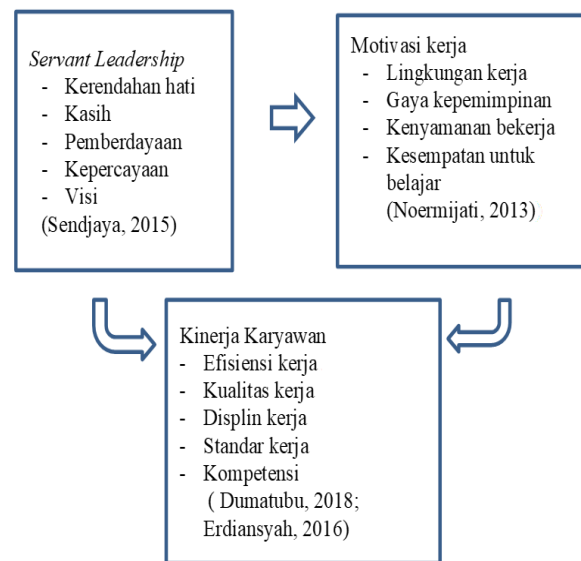 Servant Leadership
- Kerendahan hati
- Kasih
- Pemberdayaan
- Kepercayaan
- Visi
(Sendjaya, 2015)
Motivasi kerja
- Lingkungan kerja
- Gaya kepemimpinan
- Kenyamanan bekerja
- Kesempatan untuk
belajar
(Noermijati, 2013)
Kinerja Karyawan
- Efisiensi kerja
- Kualitas kerja
- Displin kerja
- Standar kerja
- Kompetensi
( Dumatubu, 2018;
Erdiansyah, 2016)